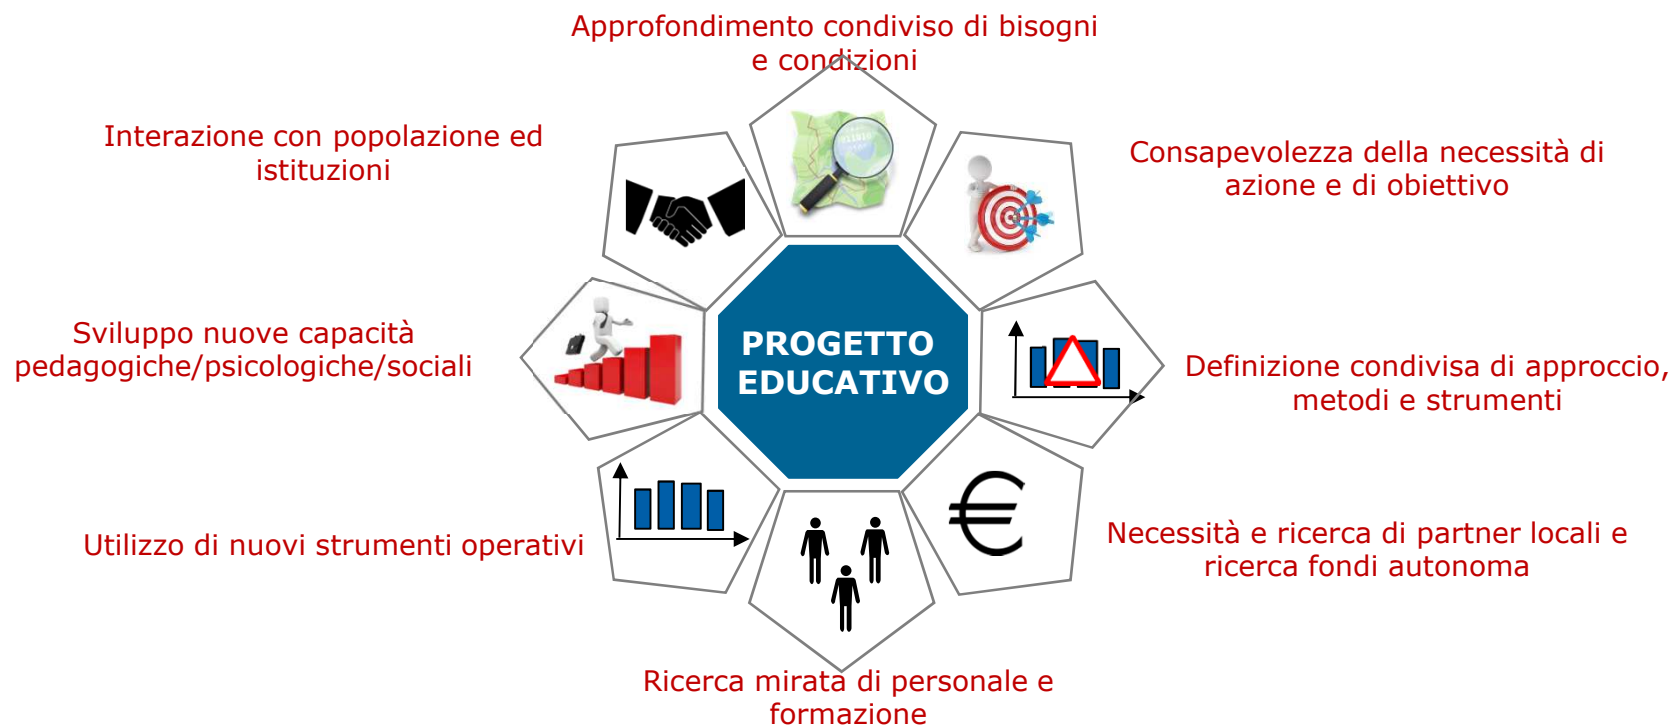 Approfondimento condiviso di bisogni
e condizioni
Interazione con popolazione ed
istituzioni
Consapevolezza della necessità di
azione e di obiettivo
Sviluppo nuove capacità
pedagogiche/psicologiche/sociali
PROGETTO
EDUCATIVO
Definizione condivisa di approccio,
metodi e strumenti
Utilizzo di nuovi strumenti operativi
€
Necessità e ricerca di partner locali e
ricerca fondi autonoma
Ricerca mirata di personale e
formazione